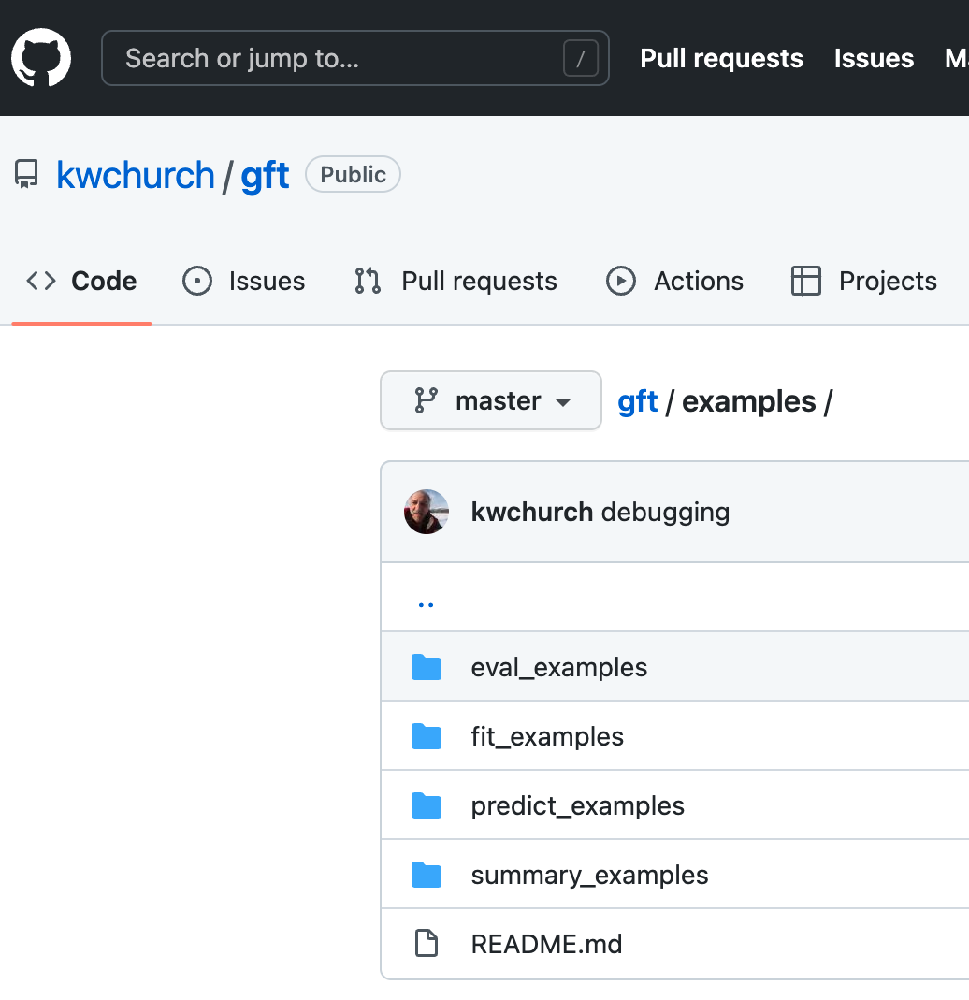 Search or jump to... / Pull requests Issues
kwchurch / gft Public
Code Issues Pull requests Actions Projects
master gft / examples /
kwchurch debugging
..
eval_examples
fit_examples
predict_examples
summary_examples
README.md